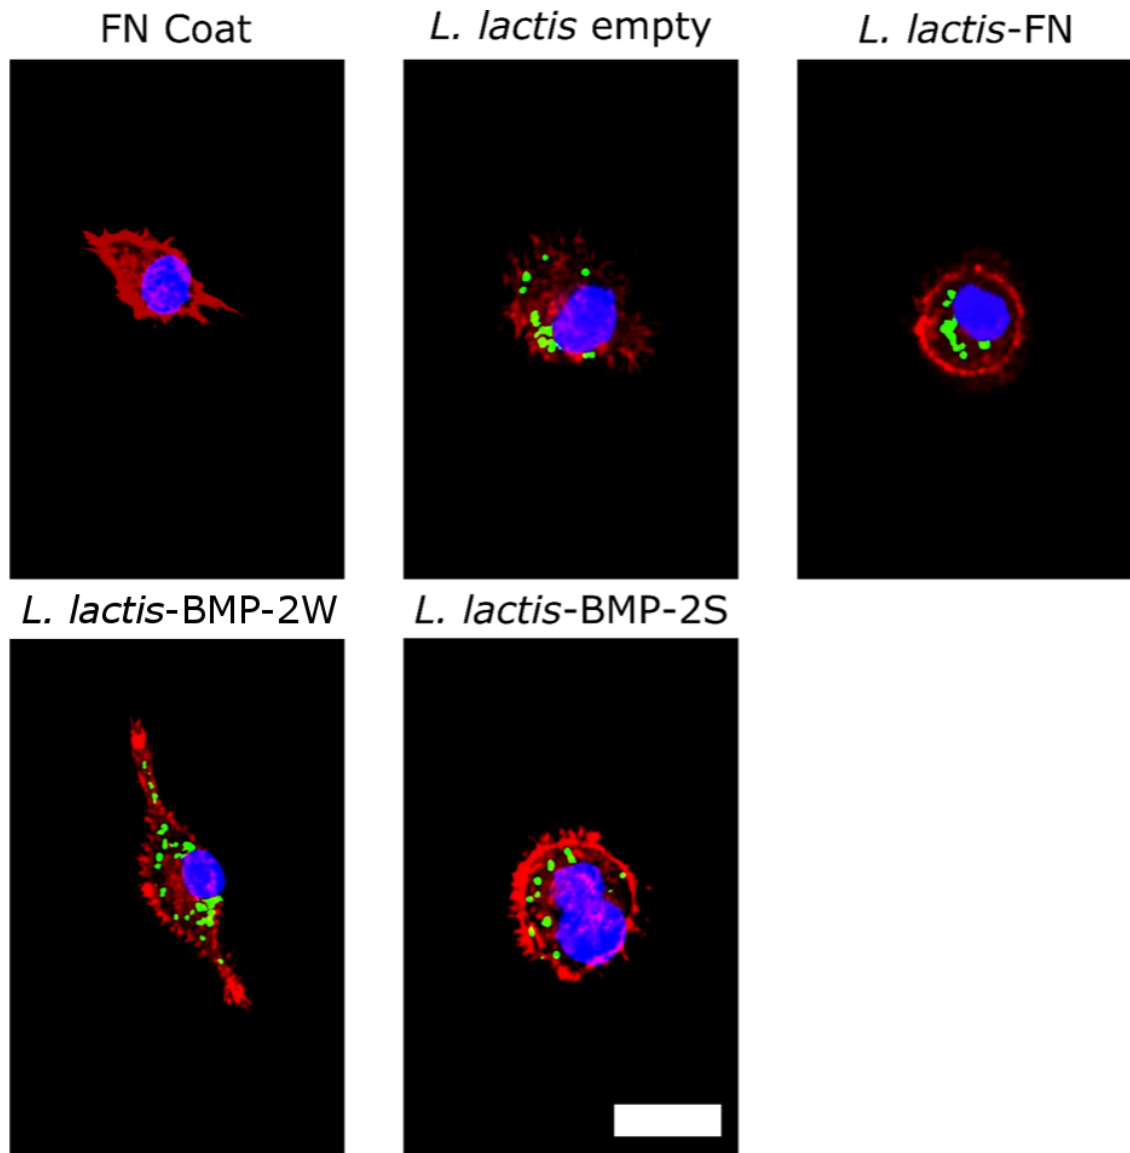 FN Coat
L. lactis empty
L. lactis-FN
L. lactis-BMP-2W
L. lactis-BMP-2S